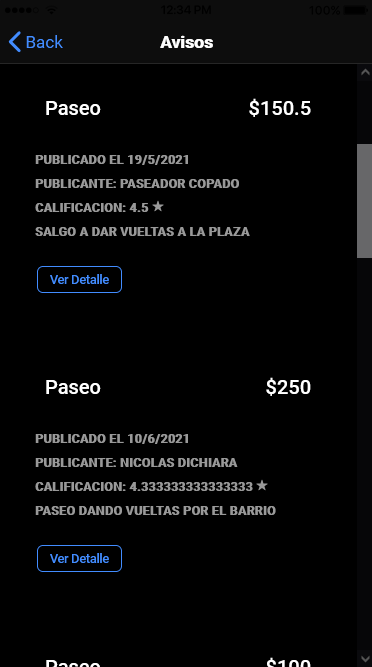 12:34 PM 100%
Back Avisos
Paseo $150.5
PUBLICADO EL 19/5/2021
PUBLICANTE: PASEADOR COPADO
CALIFICACION: 4.5 ★
SALGO A DAR VUELTAS A LA PLAZA
Ver Detalle
Paseo $250
PUBLICADO EL 10/6/2021
PUBLICANTE: NICOLAS DICHIARA
CALIFICACION: 4.333333333333333 ★
PASEO DANDO VUELTAS POR EL BARRIO
Ver Detalle
Paseo $100